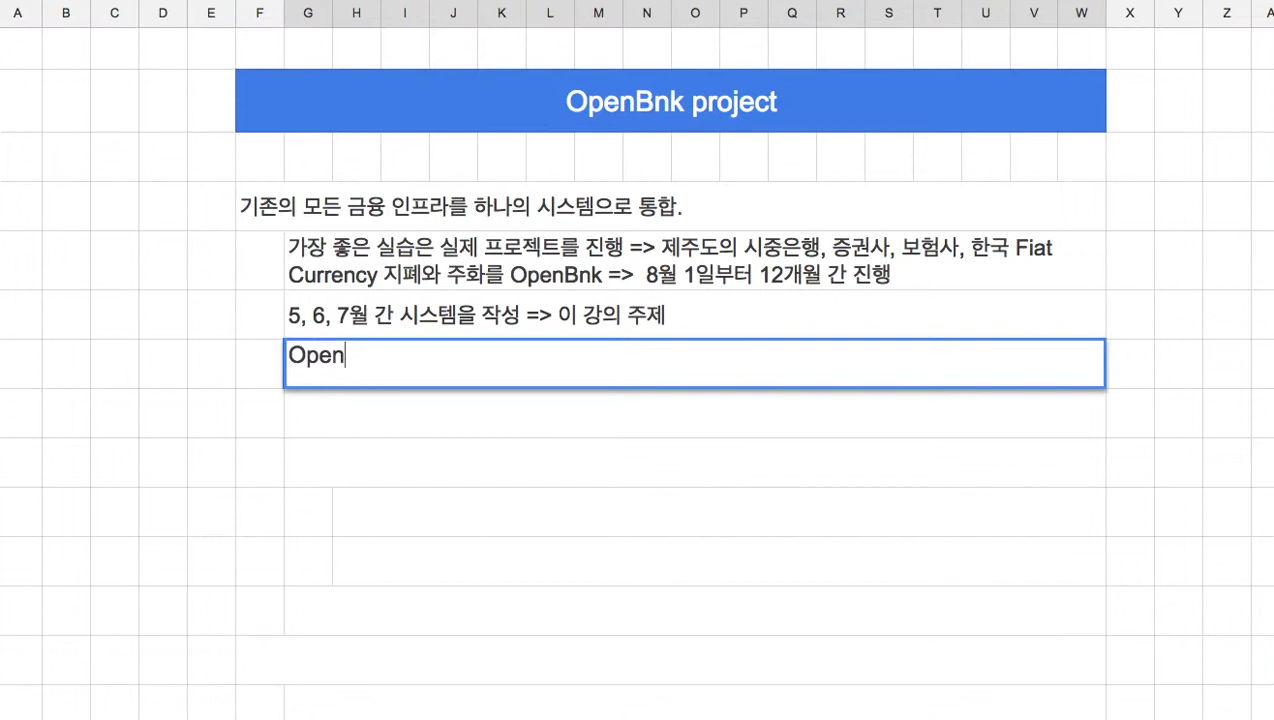 A B C D E F G H I J K L M N O P Q R S T U V W X Y Z A
OpenBnk project
기존의 모든 금융 인프라를 하나의 시스템으로 통합.
가장 좋은 실습은 실제 프로젝트를 진행 => 제주도의 시중은행, 증권사, 보험사, 한국 Fiat
Currency 지폐와 주화를 OpenBnk => 8월 1일부터 12개월 간 진행
5, 6, 7월 간 시스템을 작성 => 이 강의 주제
Open